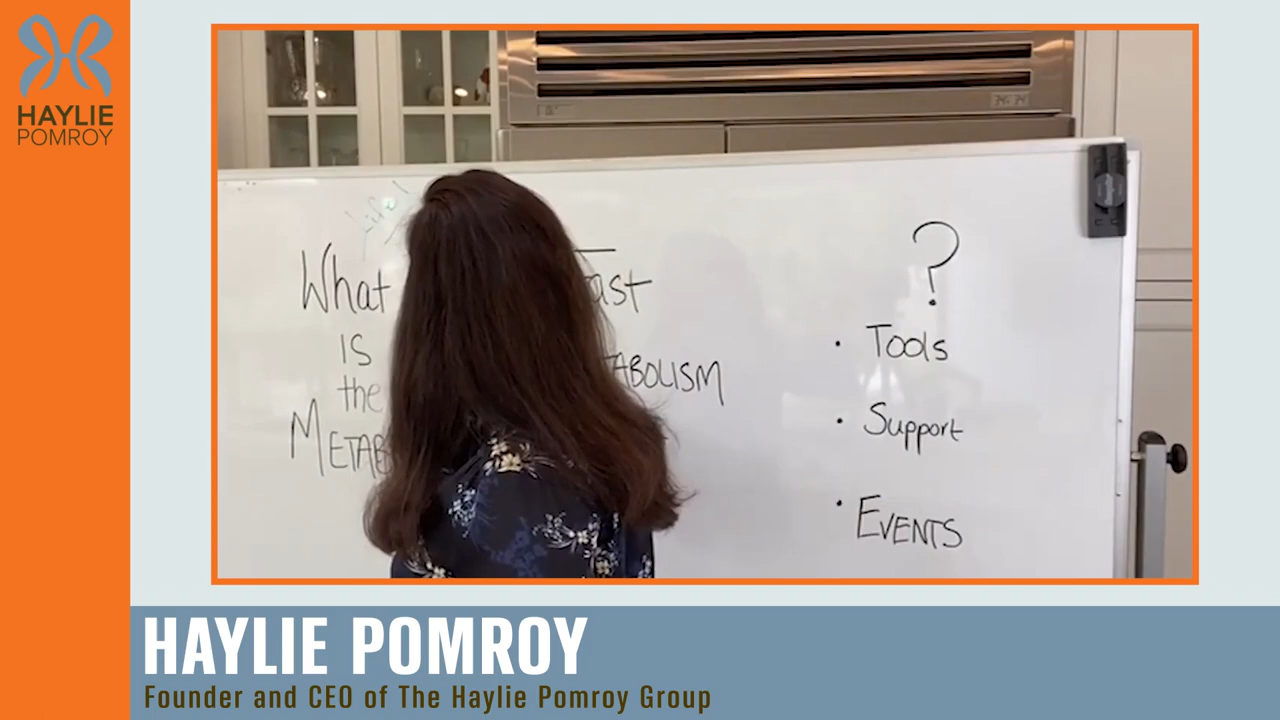 HAYLIE
POMROY
What
IS
the
METAB
ast
ABOLISM
?
• Tools
• Support
• EVENTS
HAYLIE POMROY
Founder and CEO of The Haylie Pomroy Group